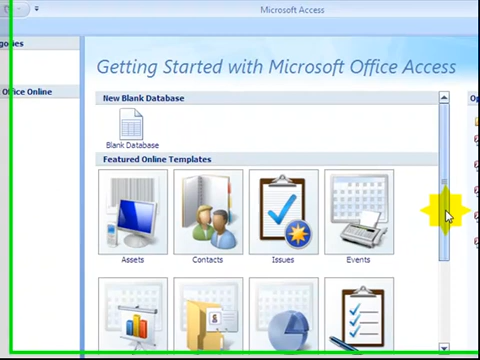 Microsoft Access
gories
Office Online
Getting Started with Microsoft Office Access
New Blank Database
Blank Database
Featured Online Templates
Assets
Contacts
Issues
Events
Op